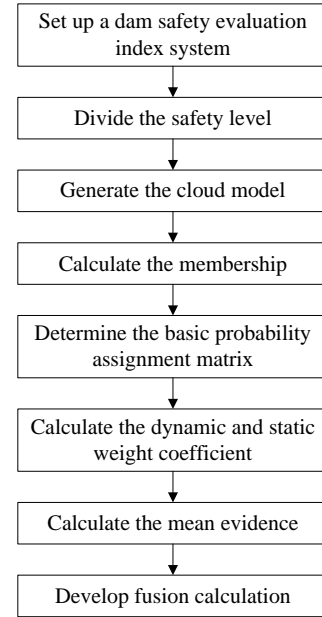 Set up a dam safety evaluation
index system
Divide the safety level
Generate the cloud model
Calculate the membership
Determine the basic probability
assignment matrix
Calculate the dynamic and static
weight coefficient
Calculate the mean evidence
Develop fusion calculation